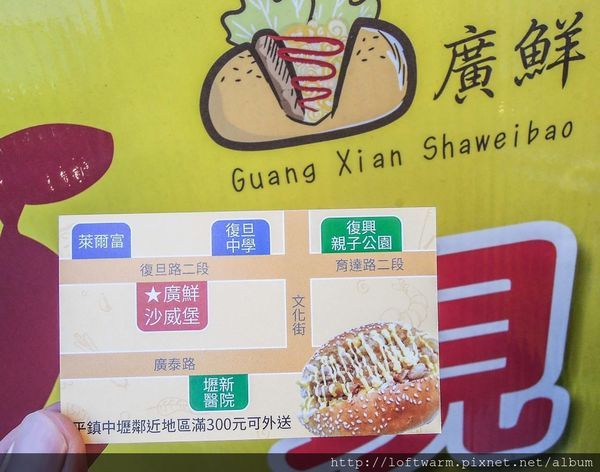 廣鮮
Guang Xian Shaweibao
見
萊爾富
復旦
中學
復興
親子公園
復旦路二段
育達路二段
★廣鮮
沙威堡
文化街
廣泰路
壢新
醫院
平鎮中壢鄰近地區滿300元可外送
http://loftwarm.pixnet.net/album